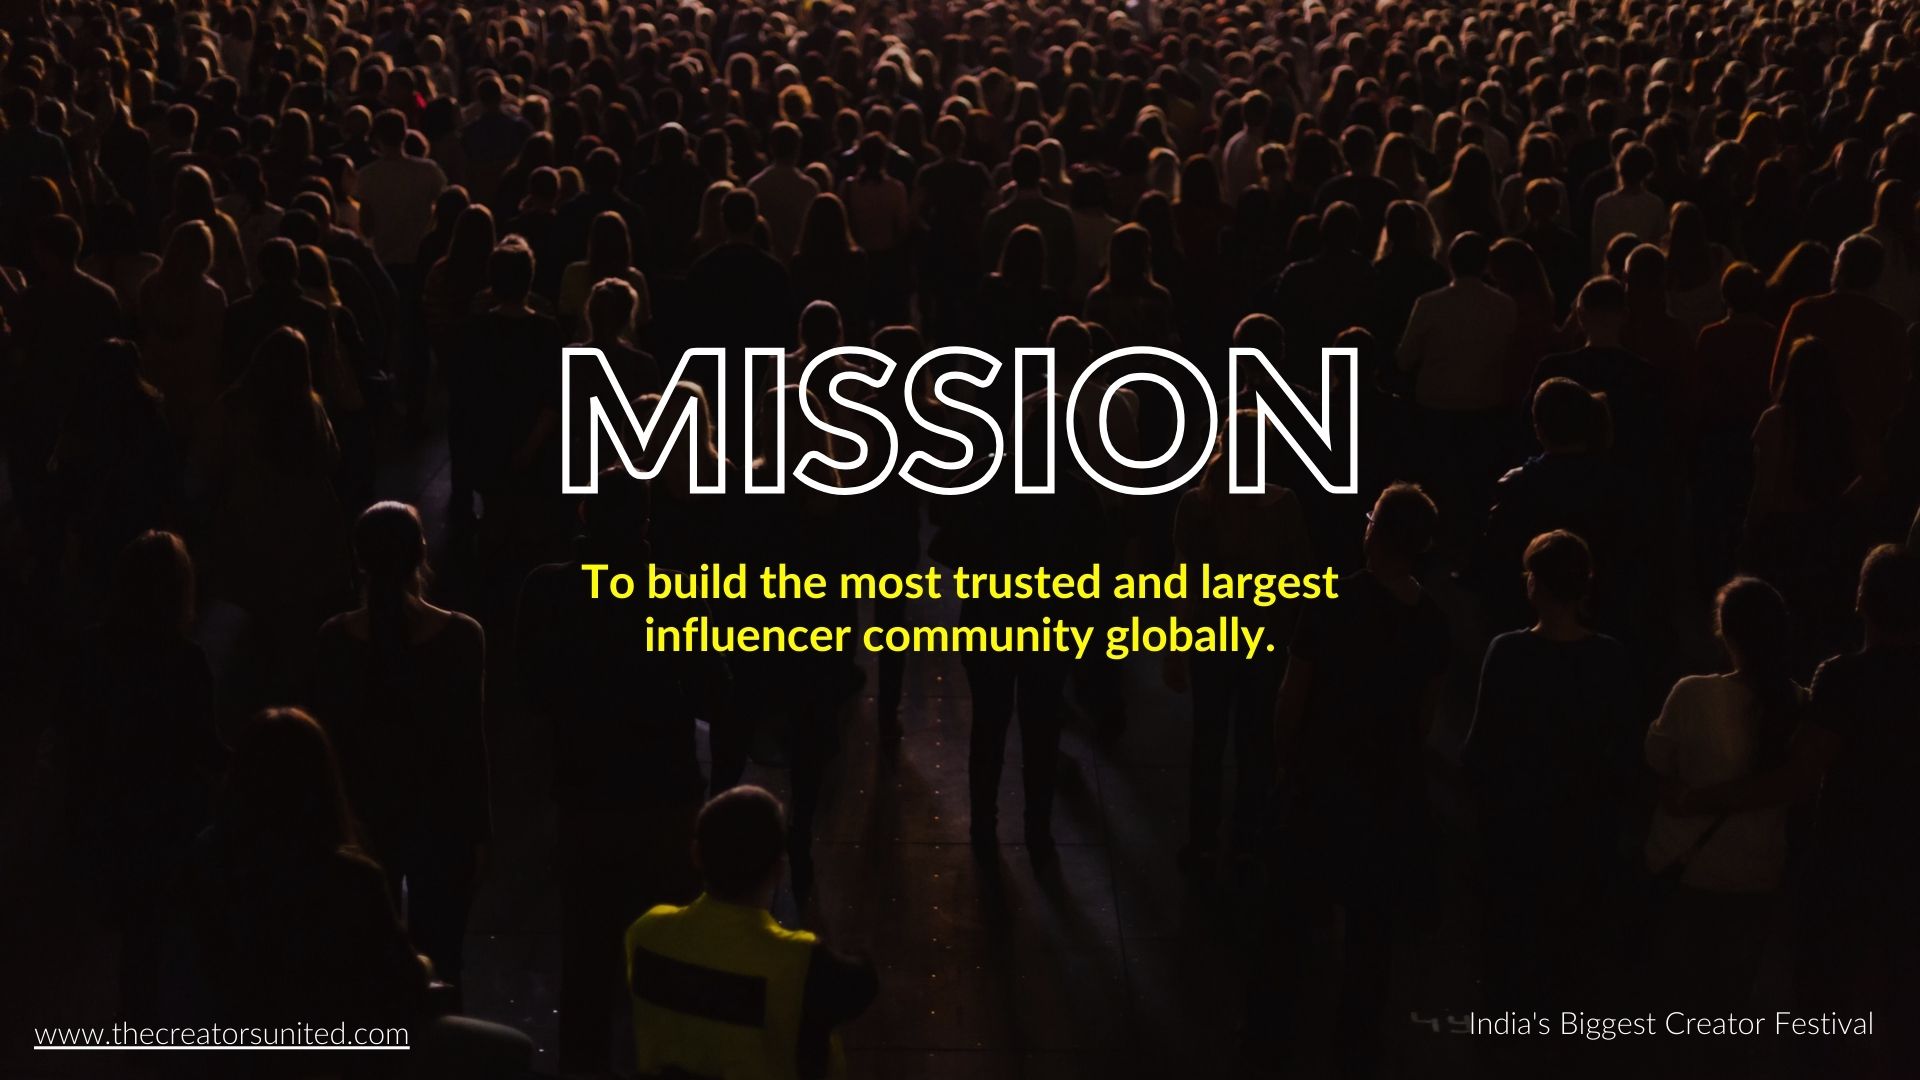 MISSION
To build the most trusted and largest
influencer community globally.
www.thecreatorsunited.com
India's Biggest Creator Festival